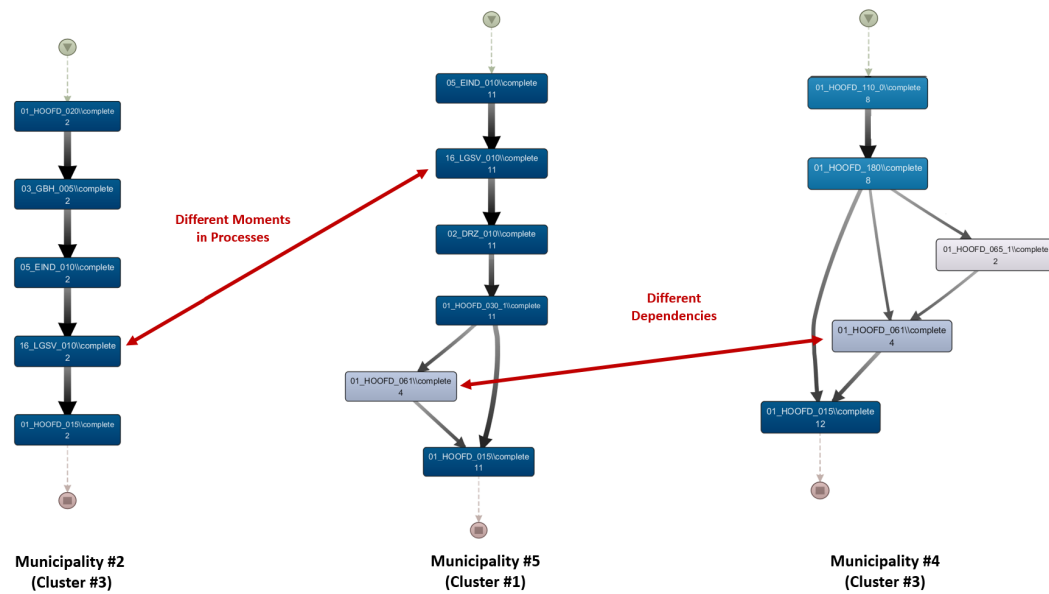 01_HOOFD_020\\complete
2
03_GBH_005\\complete
2
05_EIND_010\\complete
2
16_LGSV_010\\complete
2
01_HOOFD_015\\complete
2
Different Moments
in Processes
05_EIND_010\\complete
11
16_LGSV_010\\complete
11
02_DRZ_010\\complete
11
01_HOOFD_030_1\\complete
11
01_HOOFD_061\\complete
4
01_HOOFD_015\\complete
11
Different
Dependencies
01_HOOFD_110_0\\complete
8
01_HOOFD_180\\complete
8
01_HOOFD_065_1\\complete
2
01_HOOFD_061\\complete
4
01_HOOFD_015\\complete
12
Municipality #2
(Cluster #3)
Municipality #5
(Cluster #1)
Municipality #4
(Cluster #3)